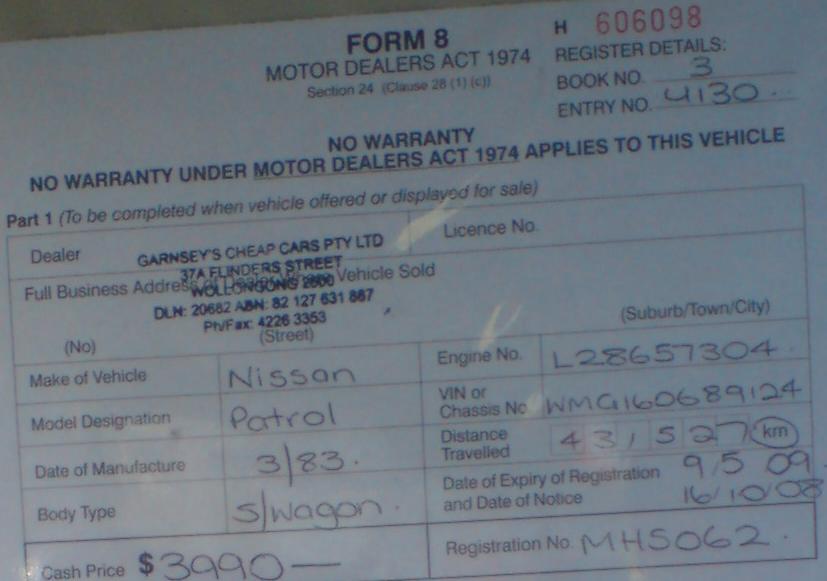 H 606098
FORM 8
MOTOR DEALERS ACT 1974
Section 24 (Clause 28 (1) (c))
REGISTER DETAILS:
BOOK NO. 3
ENTRY NO. 4130.
NO WARRANTY
NO WARRANTY UNDER MOTOR DEALERS ACT 1974 APPLIES TO THIS VEHICLE
Part 1 (To be completed when vehicle offered or displayed for sale)
Dealer
GARNSEY'S CHEAP CARS PTY LTD
37A FLINDERS STREET
WOLLONGONG 2500
DLN: 20682 ABN: 82 127 631 867
Ph/Fax: 4226 3353
Licence No.
Full Business Address of Dealer Where Vehicle Sold
(No) (Street) (Suburb/Town/City)
Make of Vehicle Nissan
Engine No. L28657304.
Model Designation Patrol
VIN or Chassis No WMG160689124
Date of Manufacture 3/83.
Distance Travelled 43,527 km
Body Type S/wagon.
Date of Expiry of Registration 9/5 09
and Date of Notice 16/10/08
Cash Price $3990—
Registration No. MHS062.